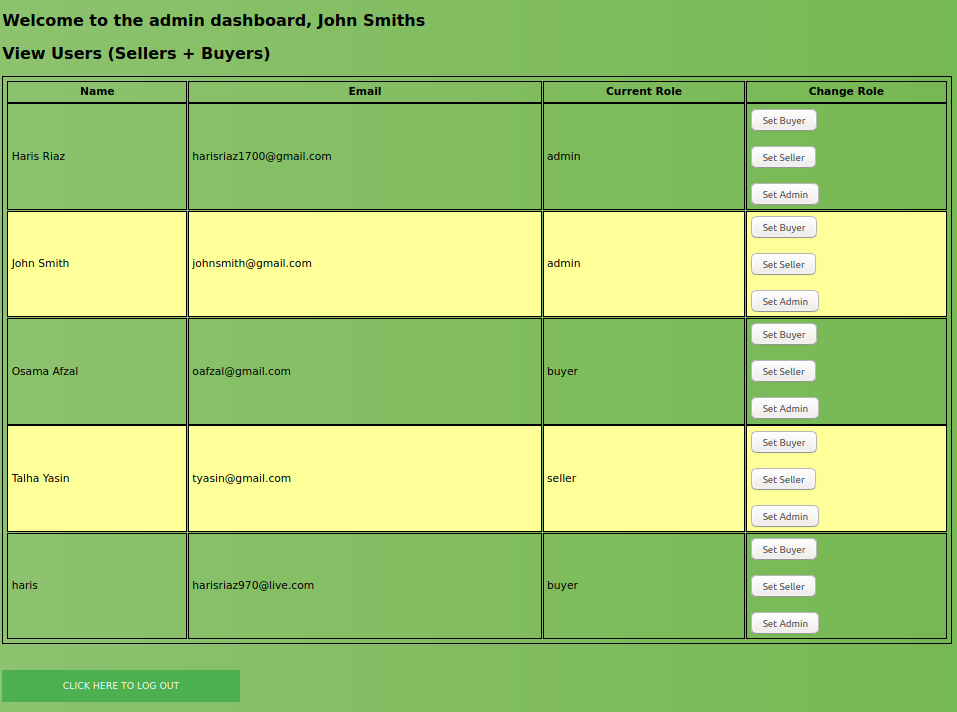 Welcome to the admin dashboard, John Smiths
View Users (Sellers + Buyers)
Name Email Current Role Change Role
Haris Riaz harisriaz1700@gmail.com admin Set Buyer
Set Seller
Set Admin
John Smith johnsmith@gmail.com admin Set Buyer
Set Seller
Set Admin
Osama Afzal oafzal@gmail.com buyer Set Buyer
Set Seller
Set Admin
Talha Yasin tyasin@gmail.com seller Set Buyer
Set Seller
Set Admin
haris harisriaz970@live.com buyer Set Buyer
Set Seller
Set Admin
CLICK HERE TO LOG OUT